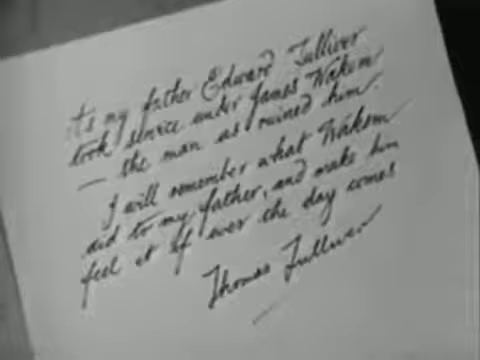 it's my father Edward Tulliver
took service under James Wakem
— the man as ruined him.
I will remember what Wakem
did to my father, and make him
feel it if ever the day comes
Thomas Tulliver